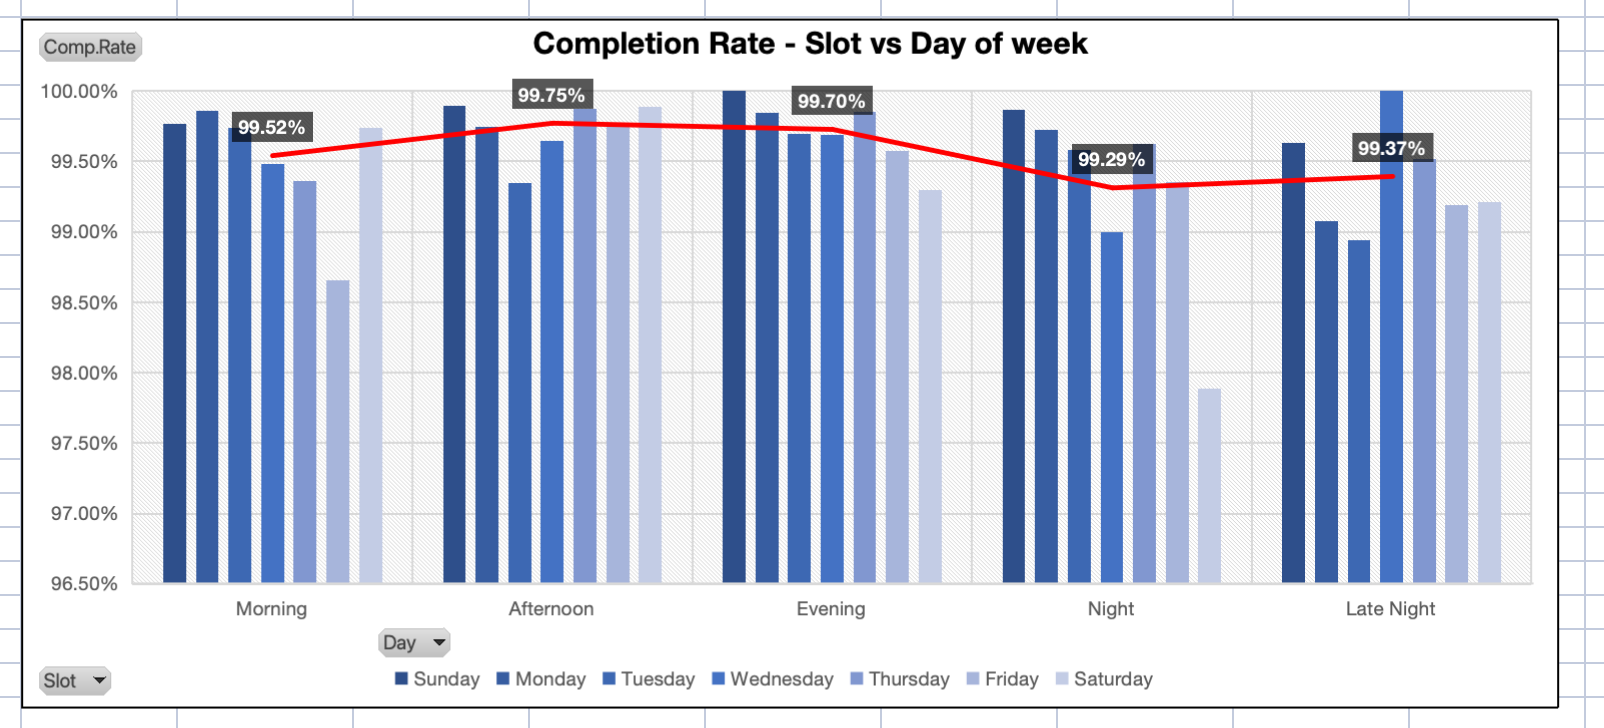 Completion Rate - Slot vs Day of week
Comp.Rate
100.00%
99.50%
99.00%
98.50%
98.00%
97.50%
97.00%
96.50%
99.52%
99.75%
99.70%
99.29%
99.37%
Morning Afternoon Evening Night Late Night
Day
Slot
Sunday Monday Tuesday Wednesday Thursday Friday Saturday